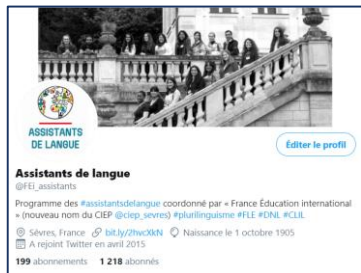 ASSISTANTS
DE LANGUE
Éditer le profil
Assistants de langue
@FEi_assistants
Programme des #assistantsdelangue coordonné par « France Éducation international
» (nouveau nom du CIEP @ciep_sevres) #plurilinguisme #FLE #DNL #CLIL
Sèvres, France bit.ly/2hvcXkN Naissance le 1 octobre 1905
A rejoint Twitter en avril 2015
199 abonnements 1 218 abonnés